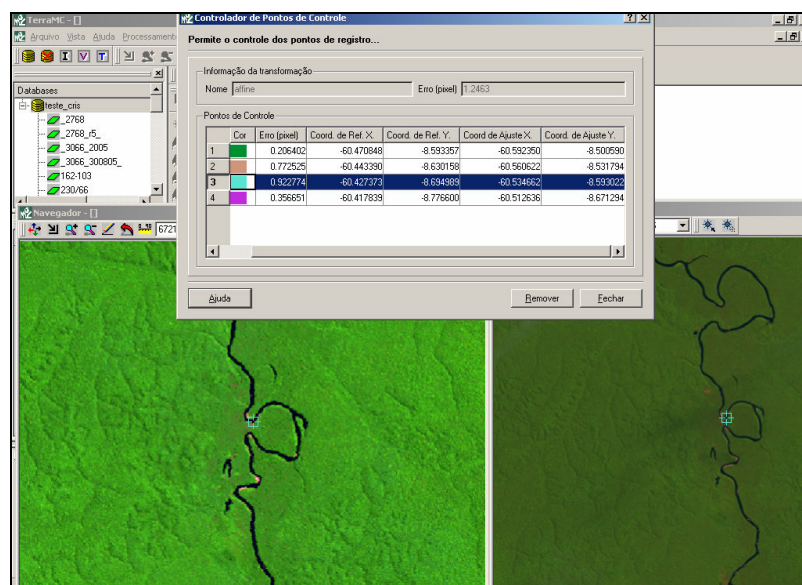 TerraMC - []
Arquivo Vista Ajuda Processament
I V T
Databases
teste_cris
_2768
_2768_r5_
_3066_2005
_3066_300805_
162-103
230/66
Controlador de Pontos de Controle
Permite o controle dos pontos de registro...
Informação da transformação
Nome affine Erro (pixel) 1.2463
Pontos de Controle
Cor Erro (pixel) Coord. de Ref. X. Coord. de Ref. Y. Coord de Ajuste X. Coord. de Ajuste Y.
1 0.206402 -60.470848 -8.593357 -60.592350 -8.500590
2 0.772525 -60.443390 -8.630158 -60.560622 -8.531794
3 0.922774 -60.427373 -8.694989 -60.534662 -8.593022
4 0.356651 -60.417839 -8.776600 -60.512636 -8.671294
Ajuda Remover Fechar
Navegador - []
6721